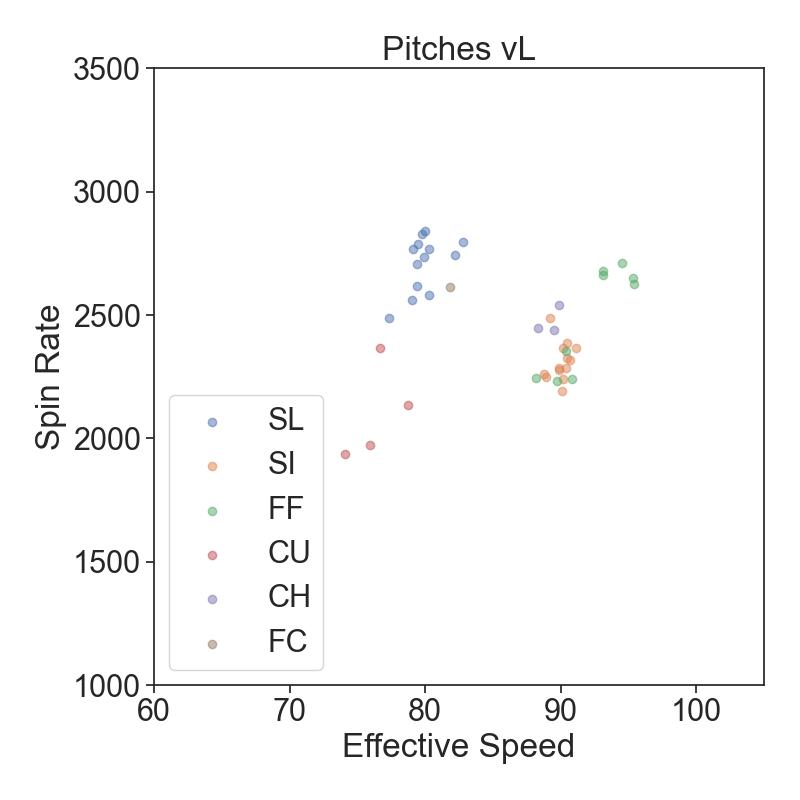 Pitches vL
3500
3000
2500
2000
1500
1000
Spin Rate
SL
SI
FF
CU
CH
FC
60 70 80 90 100
Effective Speed